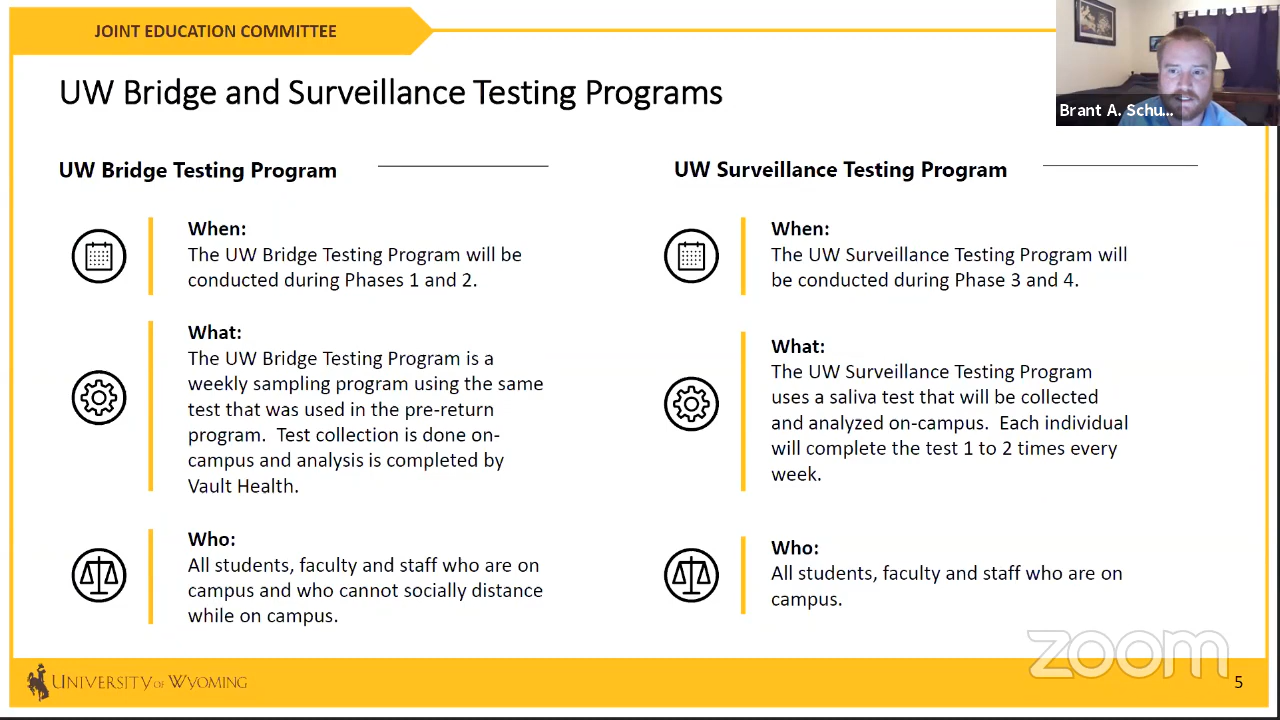 JOINT EDUCATION COMMITTEE
UW Bridge and Surveillance Testing Programs
Brant A. Schu...
UW Bridge Testing Program
When:
The UW Bridge Testing Program will be
conducted during Phases 1 and 2.
What:
The UW Bridge Testing Program is a
weekly sampling program using the same
test that was used in the pre-return
program.  Test collection is done on-
campus and analysis is completed by
Vault Health.
Who:
All students, faculty and staff who are on
campus and who cannot socially distance
while on campus.
UW Surveillance Testing Program
When:
The UW Surveillance Testing Program will
be conducted during Phase 3 and 4.
What:
The UW Surveillance Testing Program
uses a saliva test that will be collected
and analyzed on-campus.  Each individual
will complete the test 1 to 2 times every
week.
Who:
All students, faculty and staff who are on
campus.
zoom
UNIVERSITY OF WYOMING
5